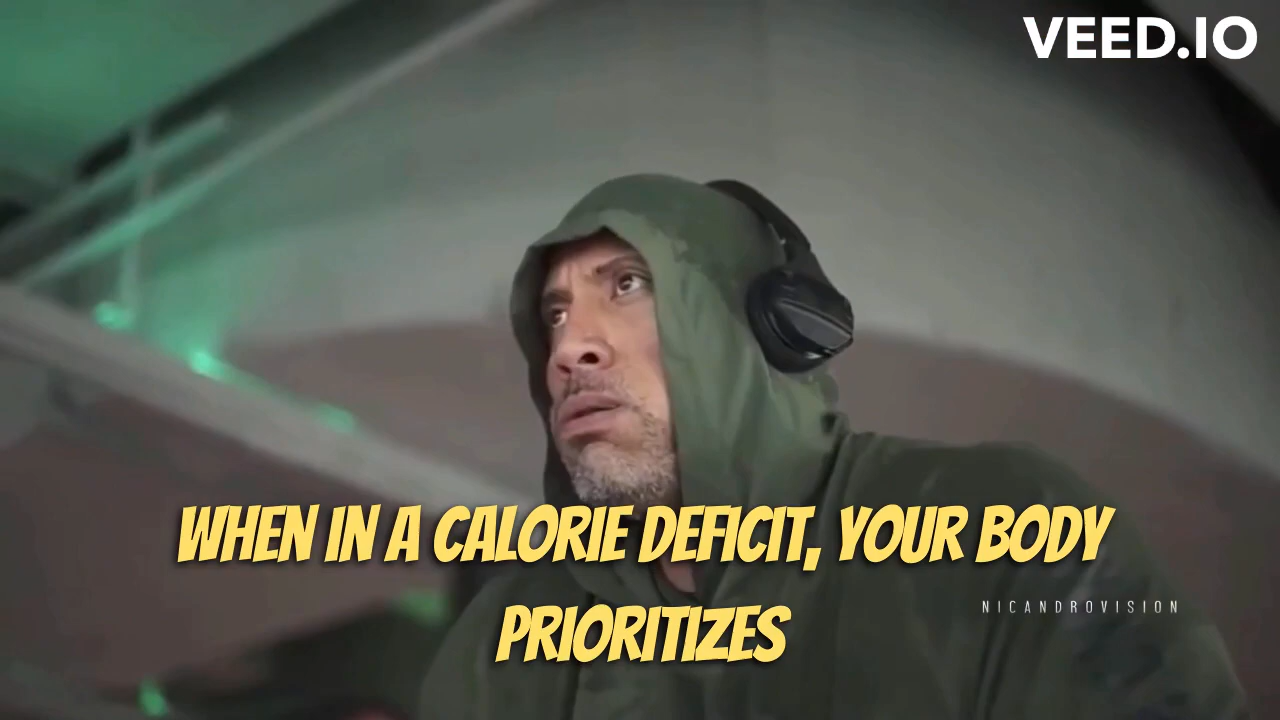 VEED.IO
WHEN IN A CALORIE DEFICIT, YOUR BODY
NICANDROVISION
PRIORITIZES